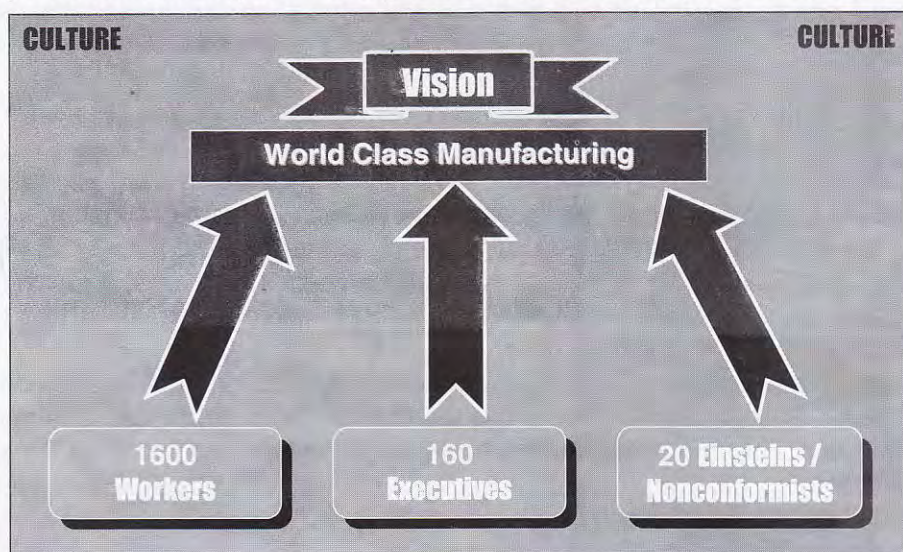 CULTURE
CULTURE
Vision
World Class Manufacturing
1600
Workers
160
Executives
20 Einsteins /
Nonconformists